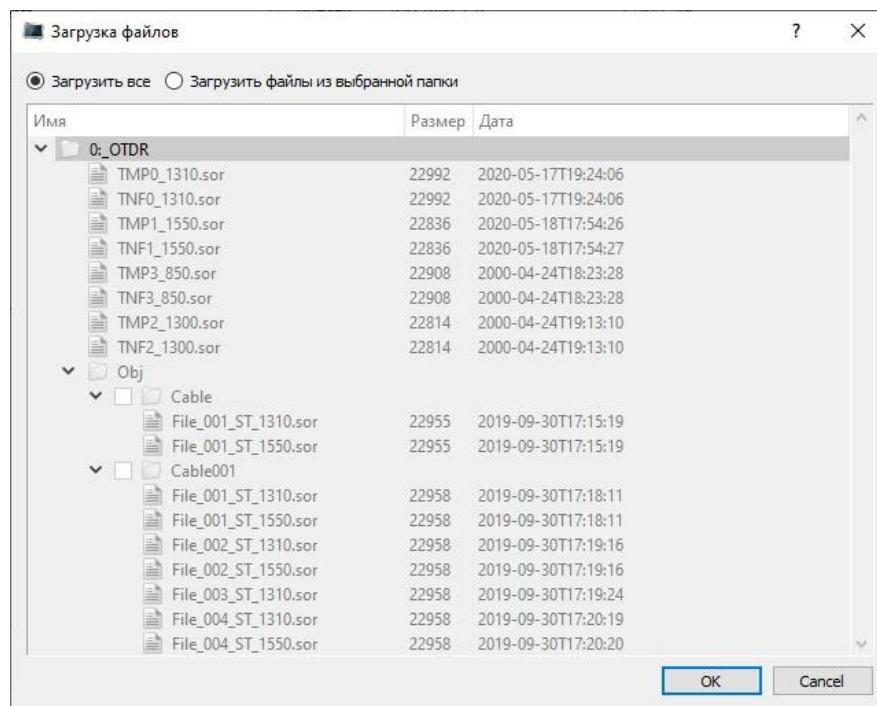 Загрузка файлов ?
Загрузить все Загрузить файлы из выбранной папки
Имя Размер Дата
0:_OTDR
TMP0_1310.sor 22992 2020-05-17T19:24:06
TNF0_1310.sor 22992 2020-05-17T19:24:06
TMP1_1550.sor 22836 2020-05-18T17:54:26
TNF1_1550.sor 22836 2020-05-18T17:54:27
TMP3_850.sor 22908 2000-04-24T18:23:28
TNF3_850.sor 22908 2000-04-24T18:23:28
TMP2_1300.sor 22814 2000-04-24T19:13:10
TNF2_1300.sor 22814 2000-04-24T19:13:10
Obj
Cable
File_001_ST_1310.sor 22955 2019-09-30T17:15:19
File_001_ST_1550.sor 22955 2019-09-30T17:15:19
Cable001
File_001_ST_1310.sor 22958 2019-09-30T17:18:11
File_001_ST_1550.sor 22958 2019-09-30T17:18:11
File_002_ST_1310.sor 22958 2019-09-30T17:19:16
File_002_ST_1550.sor 22958 2019-09-30T17:19:16
File_003_ST_1310.sor 22958 2019-09-30T17:19:24
File_004_ST_1310.sor 22958 2019-09-30T17:20:19
File_004_ST_1550.sor 22958 2019-09-30T17:20:20
OK Cancel